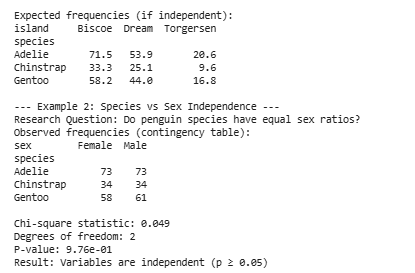 Expected frequencies (if independent):
island Biscoe Dream Torgersen
species
Adelie 71.5 53.9 20.6
Chinstrap 33.3 25.1 9.6
Gentoo 58.2 44.0 16.8
--- Example 2: Species vs Sex Independence ---
Research Question: Do penguin species have equal sex ratios?
Observed frequencies (contingency table):
sex Female Male
species
Adelie 73 73
Chinstrap 34 34
Gentoo 58 61
Chi-square statistic: 0.049
Degrees of freedom: 2
P-value: 9.76e-01
Result: Variables are independent (p ≥ 0.05)